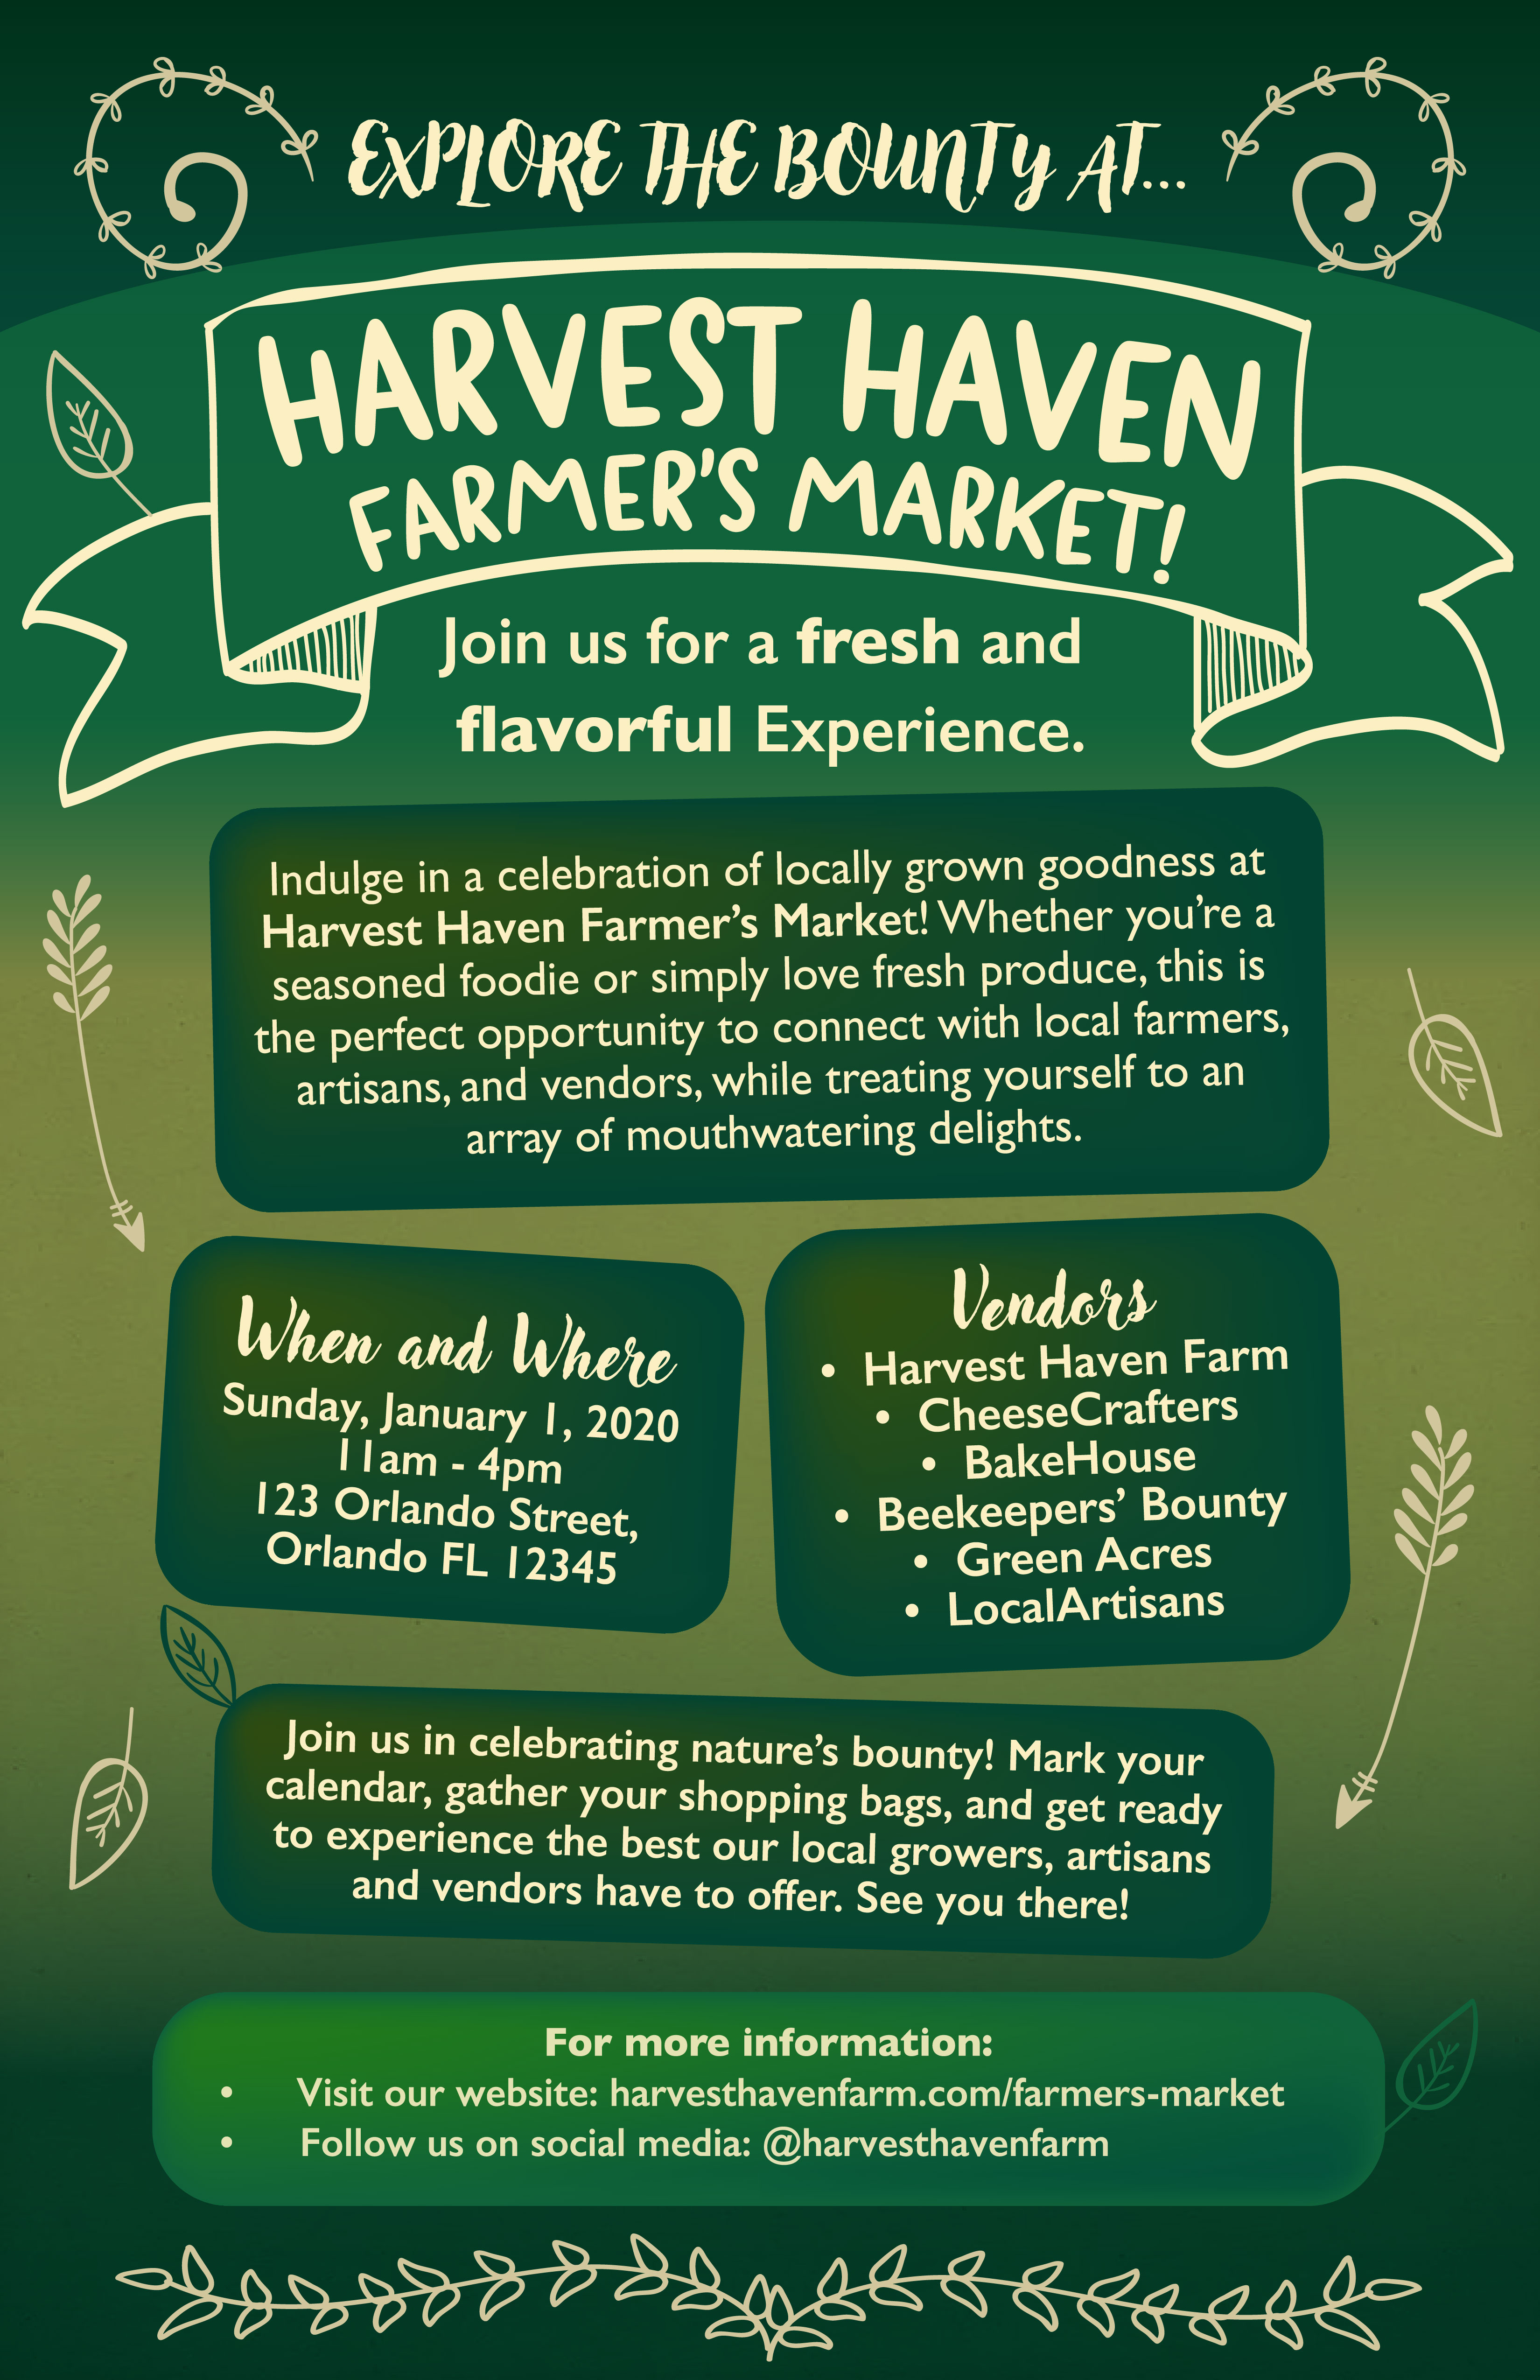 EXPLORE THE BOUNTY AT...
HARVEST HAVEN
FARMER'S MARKET!
Join us for a fresh and
flavorful Experience.
Indulge in a celebration of locally grown goodness at
Harvest Haven Farmer's Market! Whether you're a
seasoned foodie or simply love fresh produce, this is
the perfect opportunity to connect with local farmers,
artisans, and vendors, while treating yourself to an
array of mouthwatering delights.
When and Where
Sunday, January 1, 2020
11am - 4pm
123 Orlando Street,
Orlando FL 12345
Vendors
• Harvest Haven Farm
• CheeseCrafters
• BakeHouse
• Beekeepers' Bounty
• Green Acres
• LocalArtisans
Join us in celebrating nature's bounty! Mark your
calendar, gather your shopping bags, and get ready
to experience the best our local growers, artisans
and vendors have to offer. See you there!
For more information:
• Visit our website: harvesthavenfarm.com/farmers-market
• Follow us on social media: @harvesthavenfarm